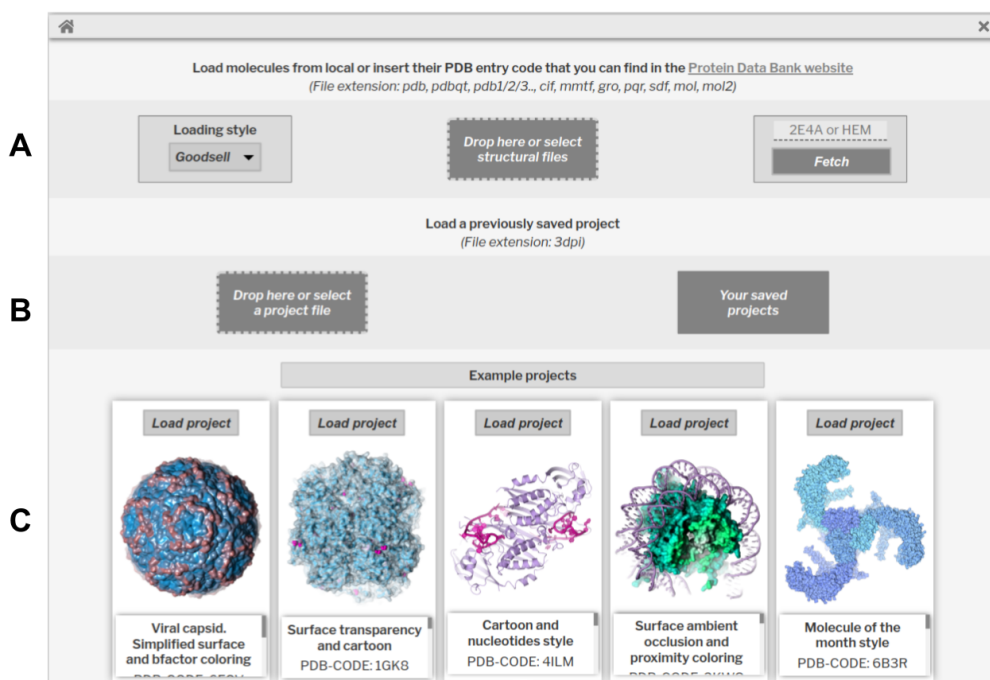 Load molecules from local or insert their PDB entry code that you can find in the Protein Data Bank website
(File extension: pdb, pdbqt, pdb1/2/3.., cif, mmtf, gro, pqr, sdf, mol, mol2)
A
Loading style
Goodsell
Drop here or select
structural files
2E4A or HEM
Fetch
Load a previously saved project
(File extension: 3dpi)
B
Drop here or select
a project file
Your saved
projects
Example projects
C
Load project
Viral capsid.
Simplified surface
and bfactor coloring
Load project
Surface transparency
and cartoon
PDB-CODE: 1GK8
Load project
Cartoon and
nucleotides style
PDB-CODE: 4ILM
Load project
Surface ambient
occlusion and
proximity coloring
Load project
Molecule of the
month style
PDB-CODE: 6B3R